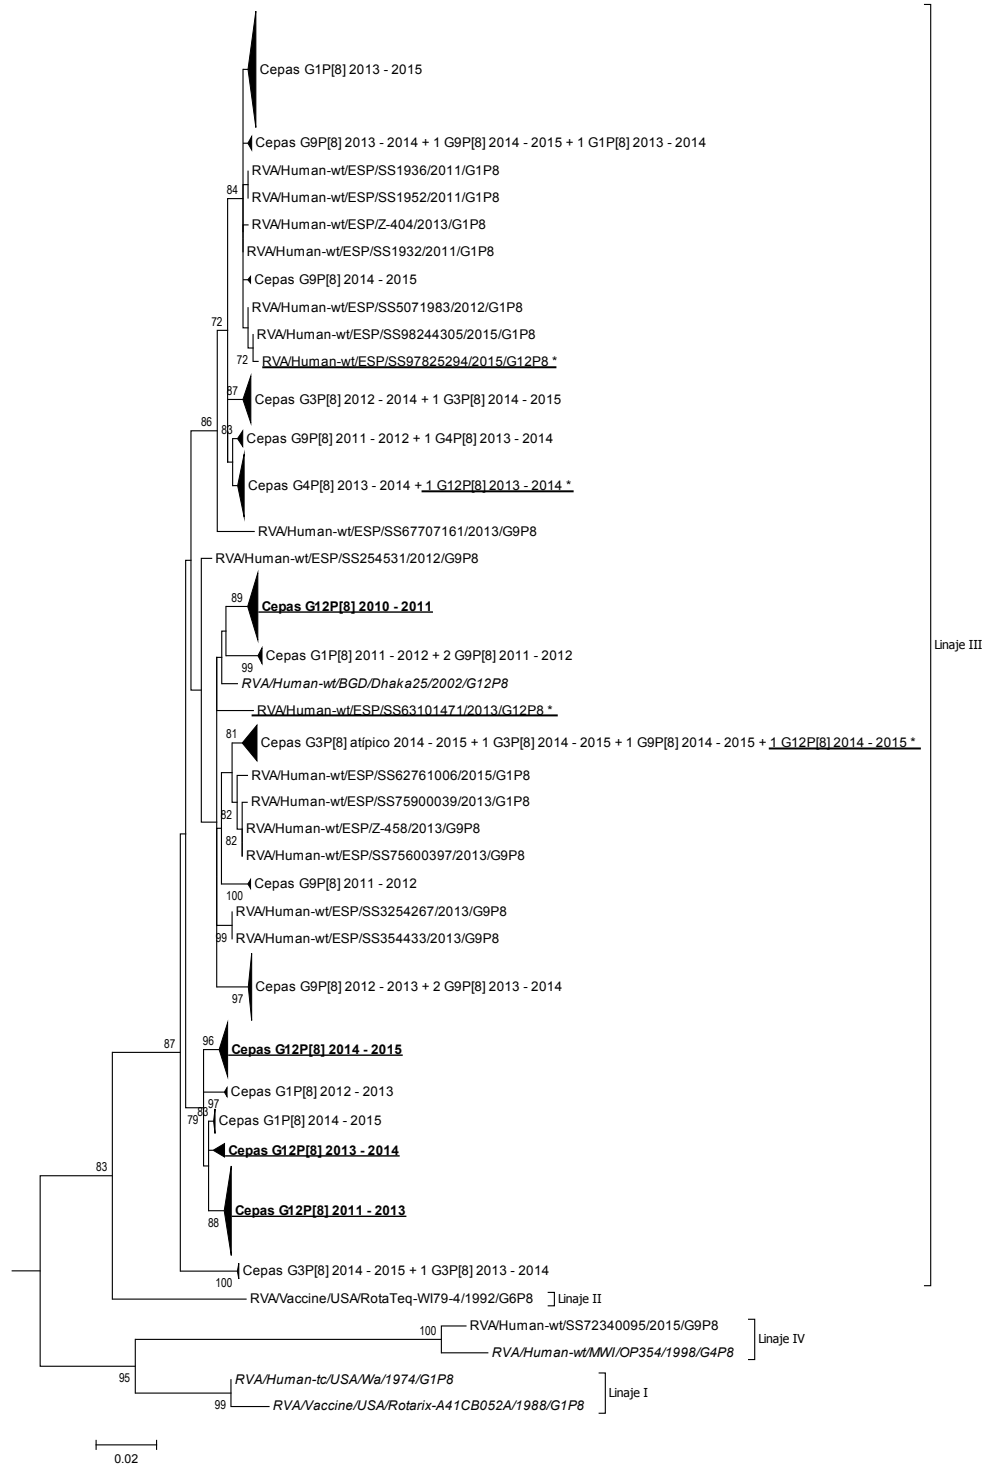 Cepas G1P[8] 2013 - 2015
Cepas G9P[8] 2013 - 2014 + 1 G9P[8] 2014 - 2015 + 1 G1P[8] 2013 - 2014
RVA/Human-wt/ESP/SS1936/2011/G1P8
84
RVA/Human-wt/ESP/SS1952/2011/G1P8
RVA/Human-wt/ESP/Z-404/2013/G1P8
RVA/Human-wt/ESP/SS1932/2011/G1P8
Cepas G9P[8] 2014 - 2015
RVA/Human-wt/ESP/SS5071983/2012/G1P8
72
RVA/Human-wt/ESP/SS98244305/2015/G1P8
72
RVA/Human-wt/ESP/SS97825294/2015/G12P8 *
87
Cepas G3P[8] 2012 - 2014 + 1 G3P[8] 2014 - 2015
86
83
Cepas G9P[8] 2011 - 2012 + 1 G4P[8] 2013 - 2014
Cepas G4P[8] 2013 - 2014 + 1 G12P[8] 2013 - 2014 *
RVA/Human-wt/ESP/SS67707161/2013/G9P8
RVA/Human-wt/ESP/SS254531/2012/G9P8
89
Cepas G12P[8] 2010 - 2011
Linaje III
Cepas G1P[8] 2011 - 2012 + 2 G9P[8] 2011 - 2012
99
RVA/Human-wt/BGD/Dhaka25/2002/G12P8
RVA/Human-wt/ESP/SS63101471/2013/G12P8 *
81
Cepas G3P[8] atípico 2014 - 2015 + 1 G3P[8] 2014 - 2015 + 1 G9P[8] 2014 - 2015 + 1 G12P[8] 2014 - 2015 *
RVA/Human-wt/ESP/SS62761006/2015/G1P8
RVA/Human-wt/ESP/SS75900039/2013/G1P8
82
RVA/Human-wt/ESP/Z-458/2013/G9P8
82
RVA/Human-wt/ESP/SS75600397/2013/G9P8
Cepas G9P[8] 2011 - 2012
100
RVA/Human-wt/ESP/SS3254267/2013/G9P8
99
RVA/Human-wt/ESP/SS354433/2013/G9P8
Cepas G9P[8] 2012 - 2013 + 2 G9P[8] 2013 - 2014
97
87
96
Cepas G12P[8] 2014 - 2015
Cepas G1P[8] 2012 - 2013
97
83
79
Cepas G1P[8] 2014 - 2015
Cepas G12P[8] 2013 - 2014
83
Cepas G12P[8] 2011 - 2013
88
Cepas G3P[8] 2014 - 2015 + 1 G3P[8] 2013 - 2014
100
RVA/Vaccine/USA/RotaTeq-WI79-4/1992/G6P8
Linaje II
100
RVA/Human-wt/SS72340095/2015/G9P8
Linaje IV
RVA/Human-wt/MWI/OP354/1998/G4P8
95
RVA/Human-tc/USA/Wa/1974/G1P8
Linaje I
99
RVA/Vaccine/USA/Rotarix-A41CB052A/1988/G1P8
0.02